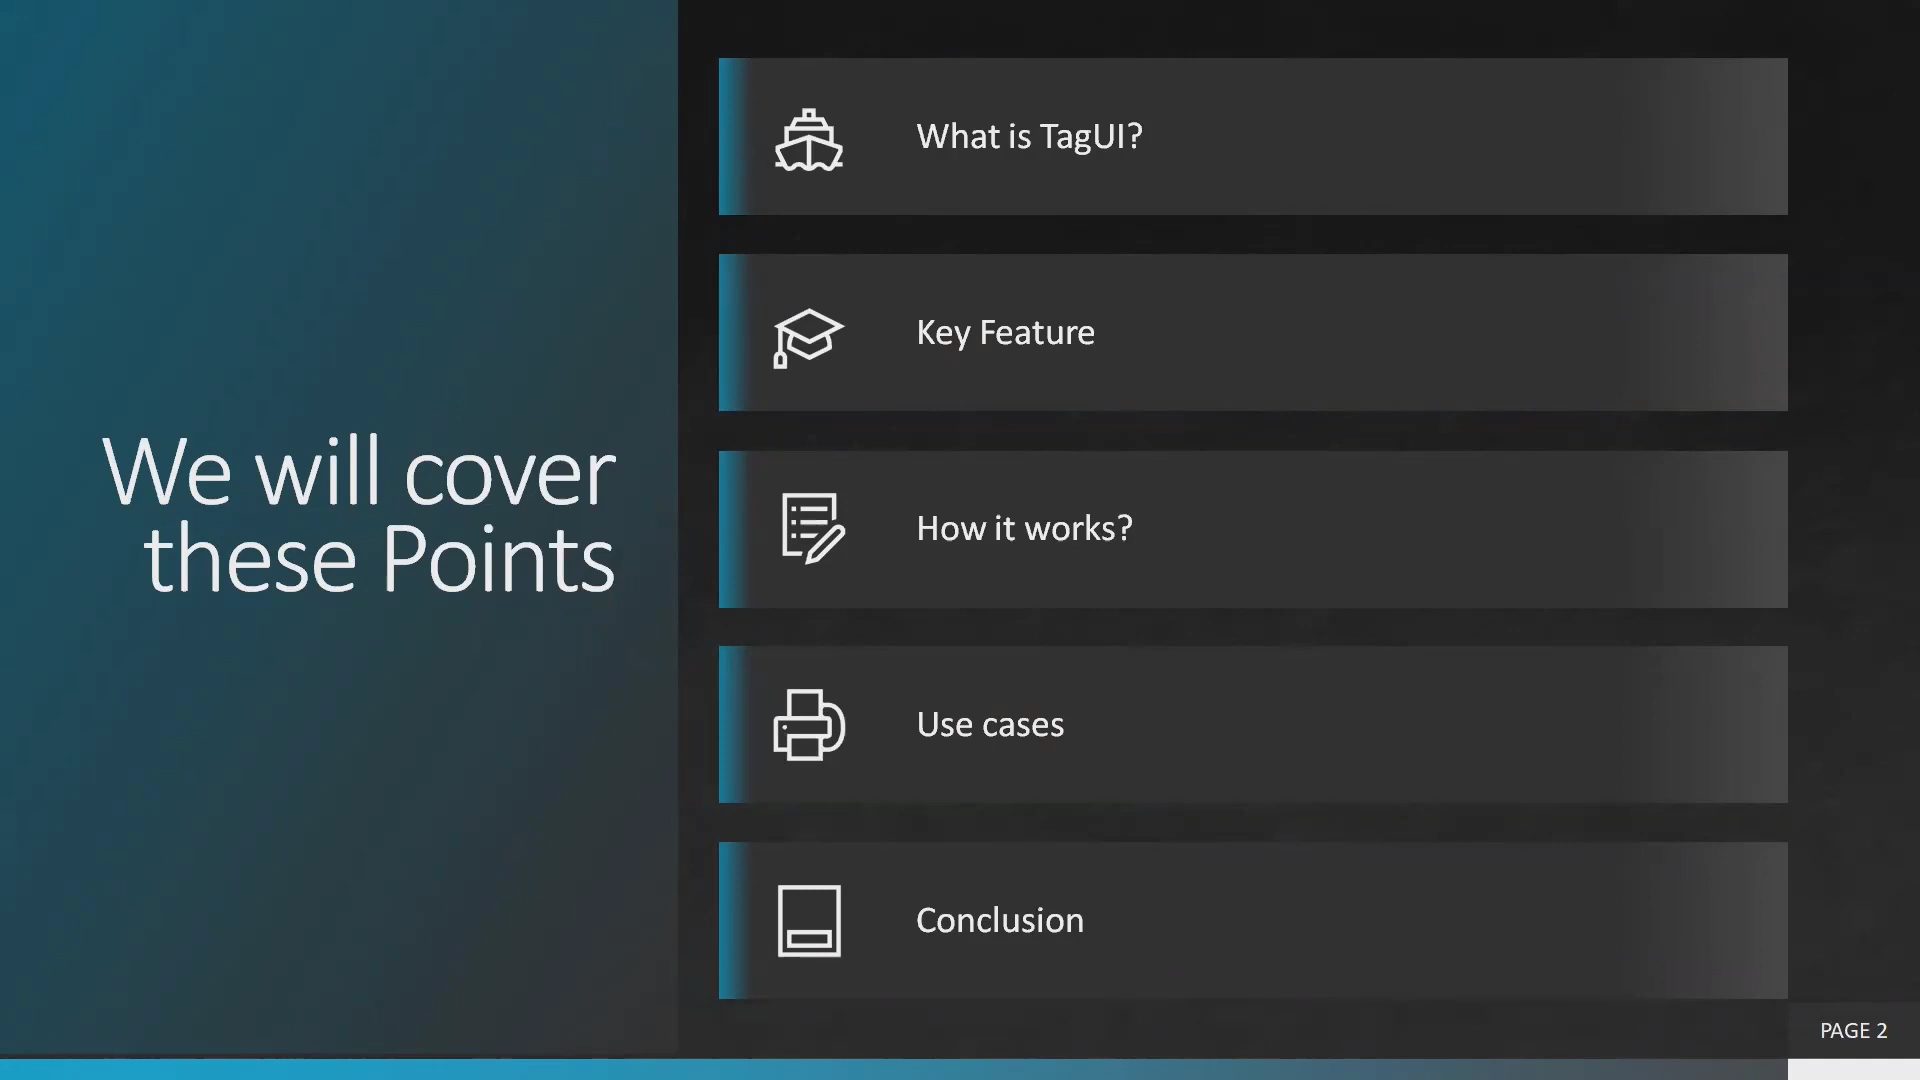 We will cover
these Points
What is TagUI?
Key Feature
How it works?
Use cases
Conclusion
PAGE 2